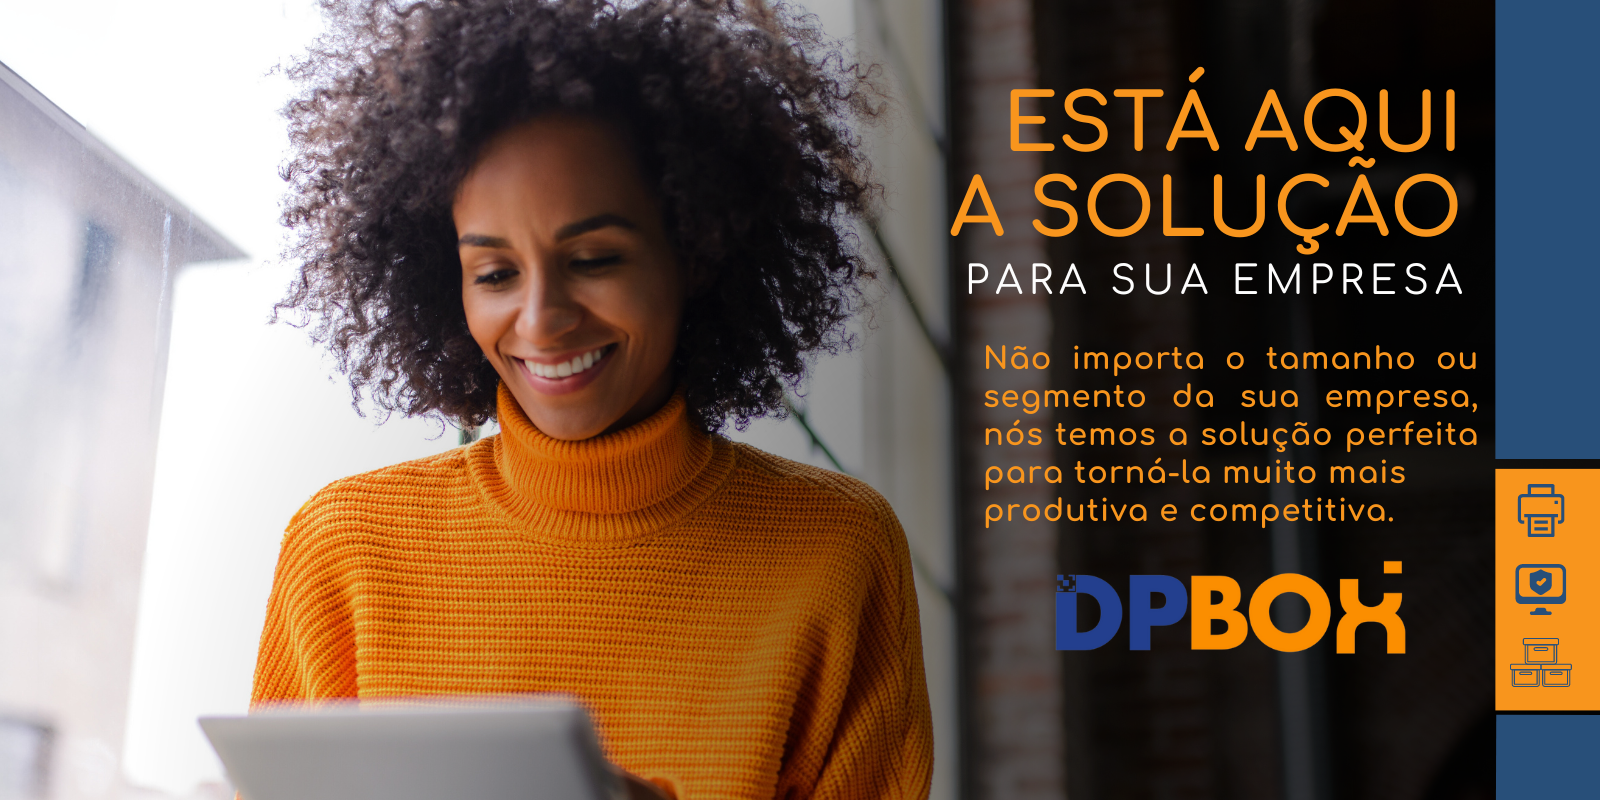 ESTÁ AQUI
A SOLUÇÃO
PARA SUA EMPRESA
Não importa o tamanho ou
segmento da sua empresa,
nós temos a solução perfeita
para torná-la muito mais
produtiva e competitiva.
DPBOX